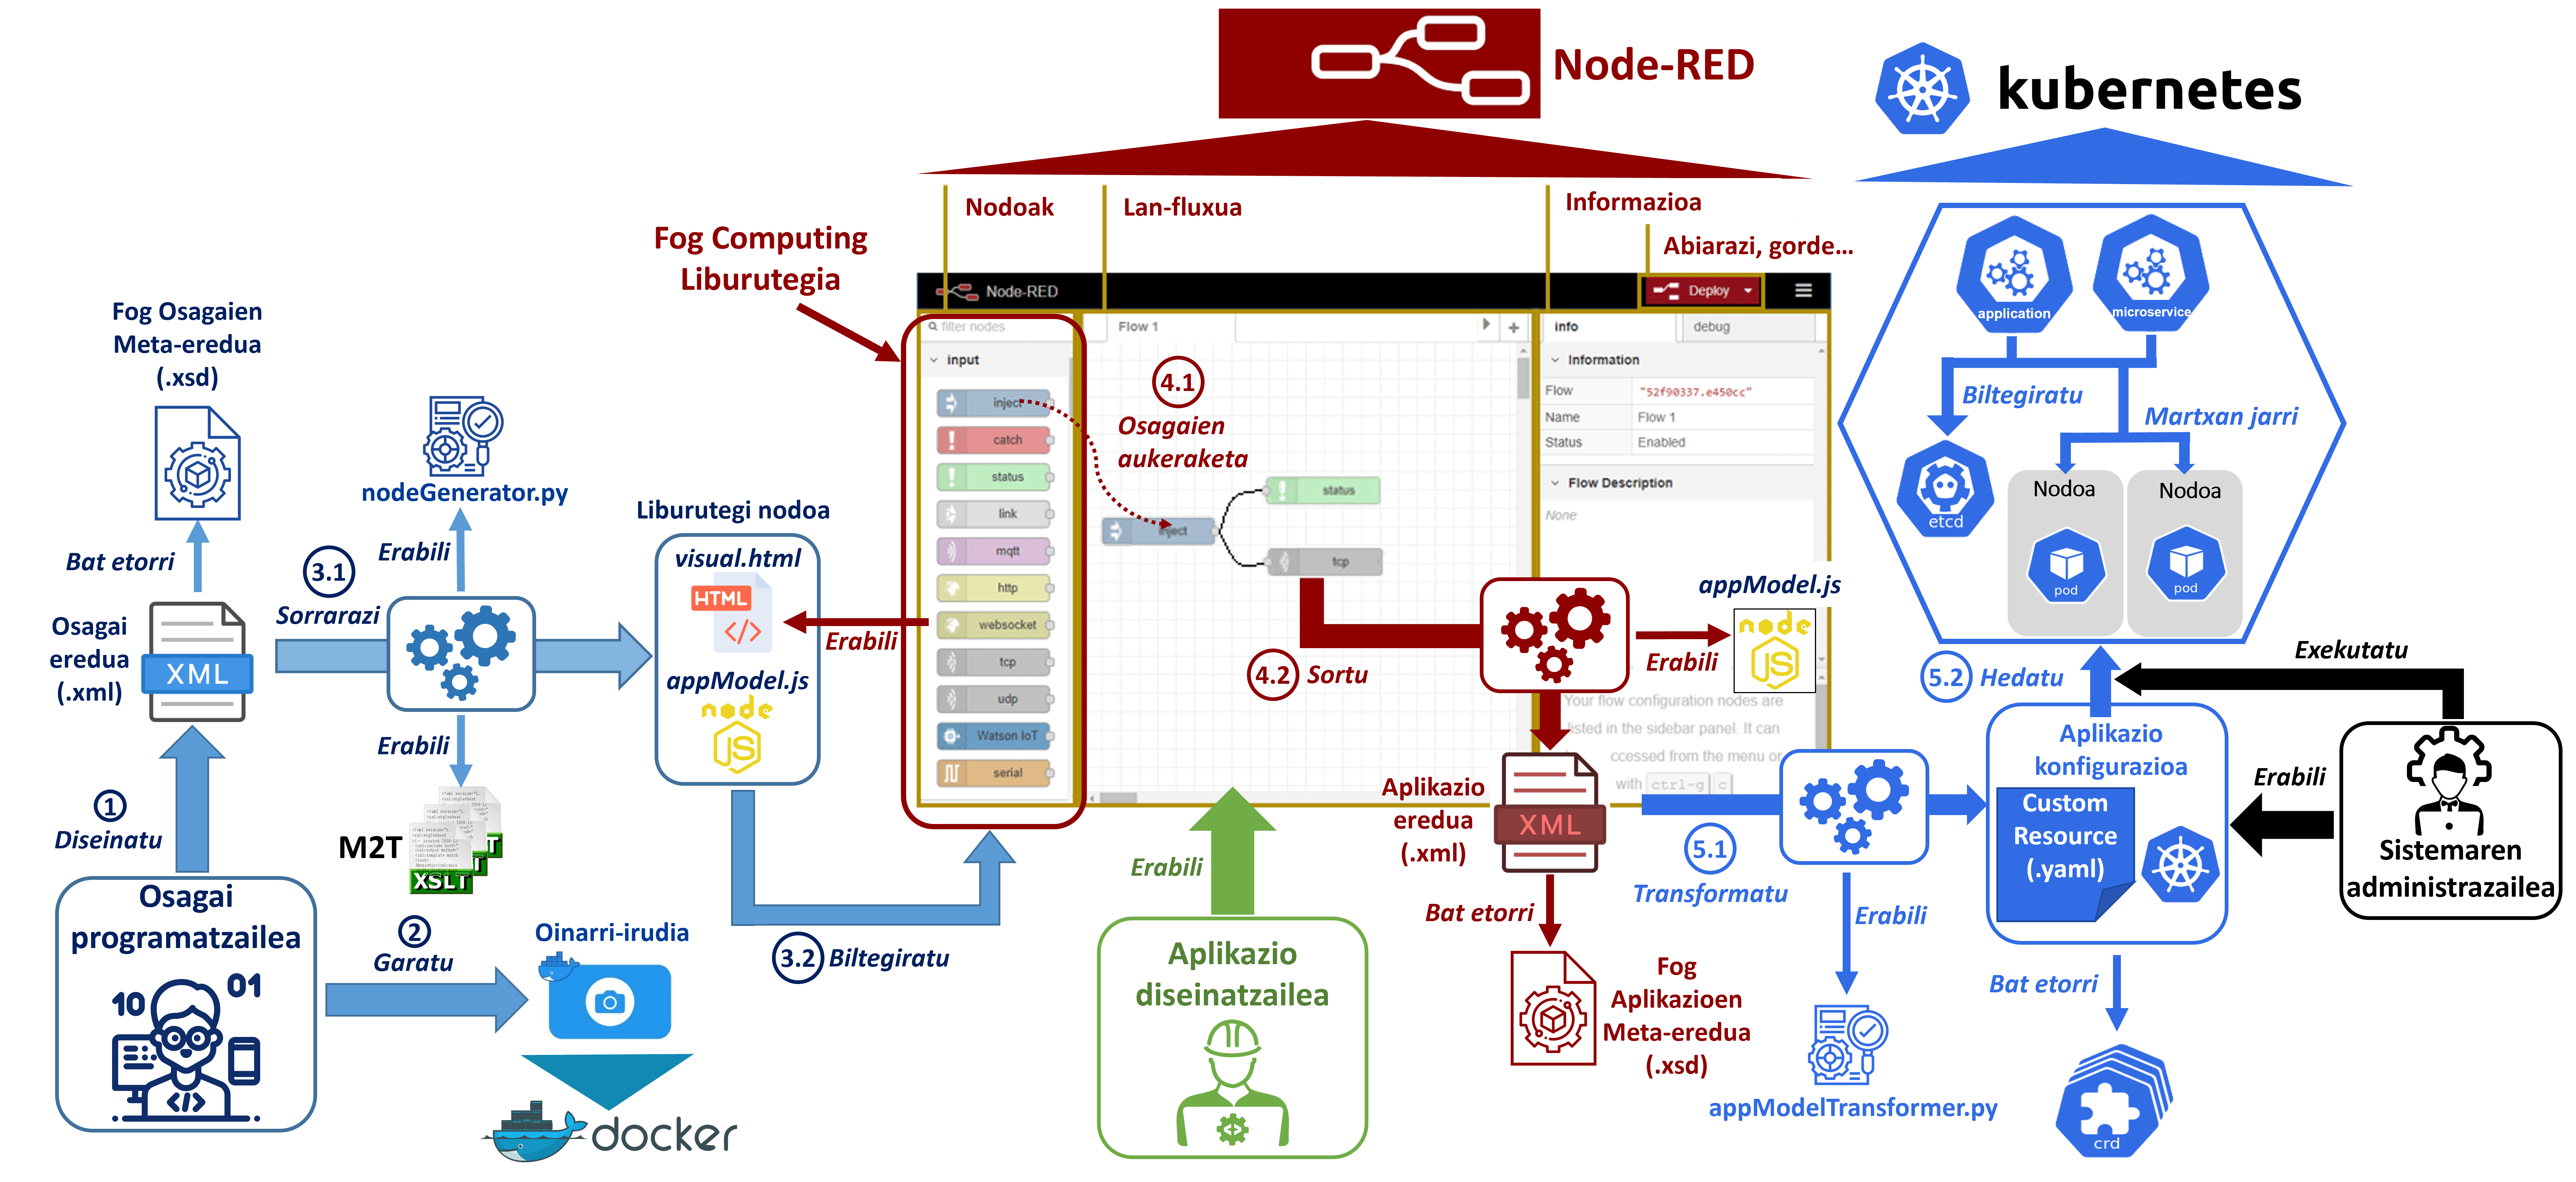 Node-RED
kubernetes
Nodoak
Lan-fluxua
Informazioa
Abiarazi, gorde...
Fog Computing
Liburutegia
Node-RED
Deploy
filter nodes
input
inject
catch
status
link
mqtt
http
websocket
tcp
udp
Watson IoT
serial
Flow 1
4.1
Osagaien
aukeraketa
inject
status
tcp
info
debug
Information
Flow
"52f90337.e450cc"
Name
Flow 1
Status
Enabled
Flow Description
None
Your flow configuration nodes are
listed in the sidebar panel. It can
ccessed from the menu or
with ctrl-g c
Fog Osagaien
Meta-eredua
(.xsd)
Bat etorri
Osagai
eredua
(.xml)
XML
1
Diseinatu
Osagai
programatzailea
10
01
</>
2
Garatu
Oinarri-irudia
docker
3.1
Sorrarazi
nodeGenerator.py
Erabili
Erabili
M2T
XSLT
Liburutegi nodoa
visual.html
HTML
</>
appModel.js
node
JS
Erabili
3.2
Biltegiratu
Erabili
Aplikazio
diseinatzailea
4.2
Sortu
Erabili
appModel.js
node
JS
Aplikazio
eredua
(.xml)
XML
Bat etorri
Fog
Aplikazioen
Meta-eredua
(.xsd)
5.1
Transformatu
Erabili
appModelTransformer.py
Aplikazio
konfigurazioa
Custom
Resource
(.yaml)
Bat etorri
crd
5.2
Hedatu
Exekutatu
Erabili
Sistemaren
administrazailea
application
microservice
Biltegiratu
Martxan jarri
etcd
Nodoa
pod
Nodoa
pod